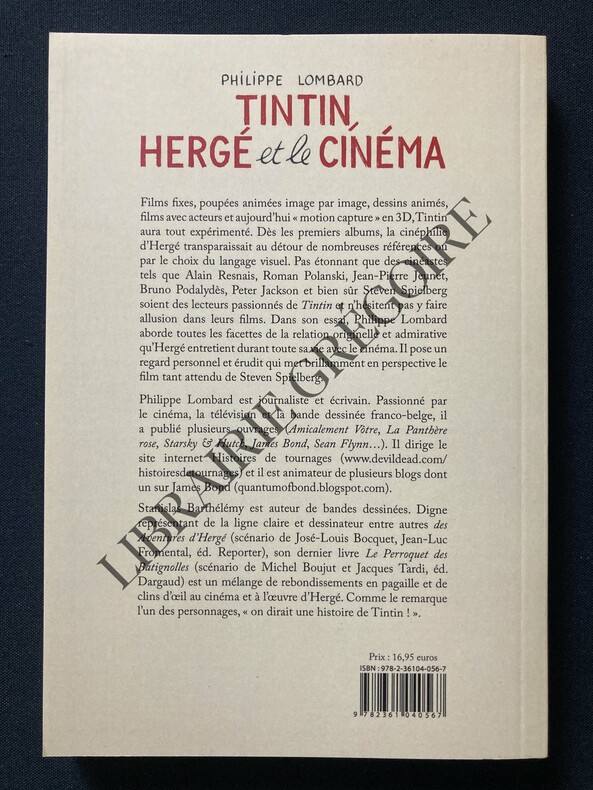 PHILIPPE LOMBARD
TINTIN,
HERGÉ et le CINÉMA
Films fixes, poupées animées image par image, dessins animés,
films avec acteurs et aujourd'hui « motion capture » en 3D, Tintin
aura tout expérimenté. Dès les premiers albums, la cinéphilie
d'Hergé transparaissait au détour de nombreuses références ou
par le choix du langage visuel. Pas étonnant que des cinéastes
tels que Alain Resnais, Roman Polanski, Jean-Pierre Jeunet,
Bruno Podalydès, Peter Jackson et bien sûr Steven Spielberg
soient des lecteurs passionnés de Tintin et n'hésitent pas y faire
allusion dans leurs films. Dans son essai, Philippe Lombard
aborde toutes les facettes de la relation originelle et admirative
qu'Hergé entretient durant toute sa vie avec le cinéma. Il pose un
regard personnel et érudit qui met brillamment en perspective le
film tant attendu de Steven Spielberg.
Philippe Lombard est journaliste et écrivain. Passionné par
le cinéma, la télévision et la bande dessinée franco-belge, il
a publié plusieurs ouvrages (Amicalement Vôtre, La Panthère
rose, Starsky & Hutch, James Bond, Sean Flynn…). Il dirige le
site internet Histoires de tournages (www.devildead.com/
histoiresdetournages) et il est animateur de plusieurs blogs dont
un sur James Bond (quantumofbond.blogspot.com).
Stanislas Barthélémy est auteur de bandes dessinées. Digne
représentant de la ligne claire et dessinateur entre autres des
Aventures d'Hergé (scénario de José-Louis Bocquet, Jean-Luc
Fromental, éd. Reporter), son dernier livre Le Perroquet des
Batignolles (scénario de Michel Boujut et Jacques Tardi, éd.
Dargaud) est un mélange de rebondissements en pagaille et de
clins d'œil au cinéma et à l'œuvre d'Hergé. Comme le remarque
l'un des personnages, « on dirait une histoire de Tintin ! ».
Prix : 16,95 euros
ISBN : 978-2-36104-056-7
9 782361 040567
LIBRAIRIE GREGOIRE